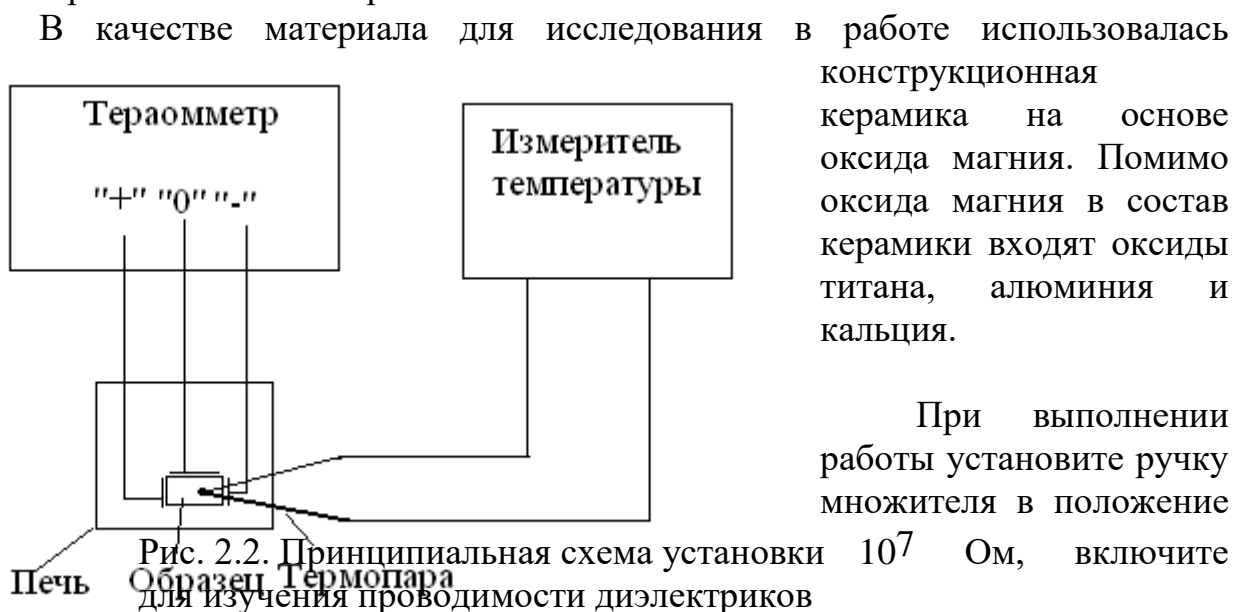 В качестве материала для исследования в работе использовалась
конструкционная
керамика на основе
оксида магния. Помимо
оксида магния в состав
керамики входят оксиды
титана, алюминия и
кальция.
При выполнении
работы установите ручку
множителя в положение
10⁷ Ом, включите
Тераомметр
"+" "0" "-"
Измеритель
температуры
Печь Образец Термопара
Рис. 2.2. Принципиальная схема установки
для изучения проводимости диэлектриков